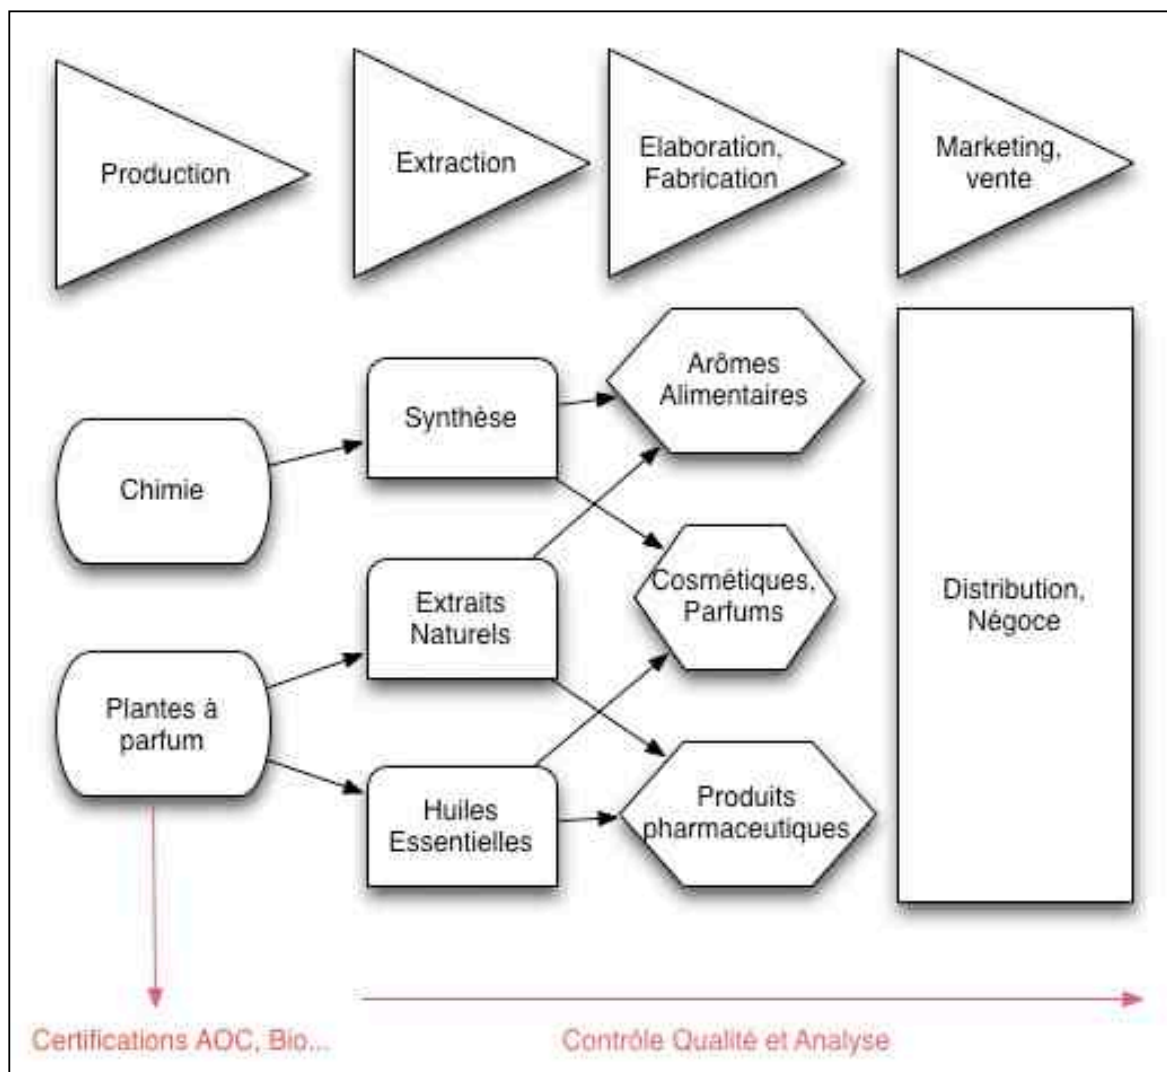 Production
Extraction
Elaboration,
Fabrication
Marketing,
vente
Chimie
Plantes à
parfum
Synthèse
Extraits
Naturels
Huiles
Essentielles
Arômes
Alimentaires
Cosmétiques,
Parfums
Produits
pharmaceutiques
Distribution,
Négoce
Certifications AOC, Bio...
Contrôle Qualité et Analyse